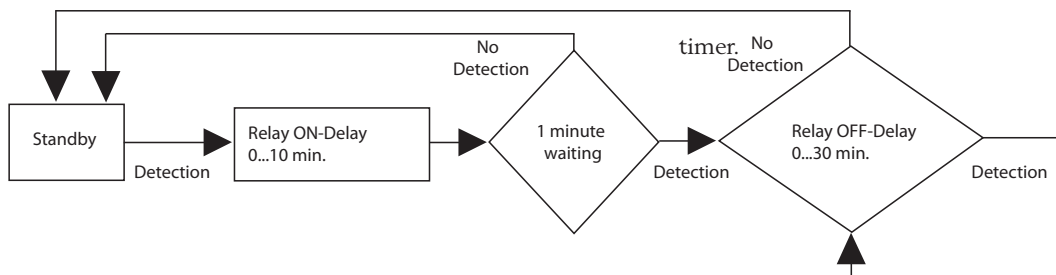 timer.
No
Detection
No
Detection
Standby
Detection
Relay ON-Delay
0...10 min.
1 minute
waiting
Detection
Relay OFF-Delay
0...30 min.
Detection